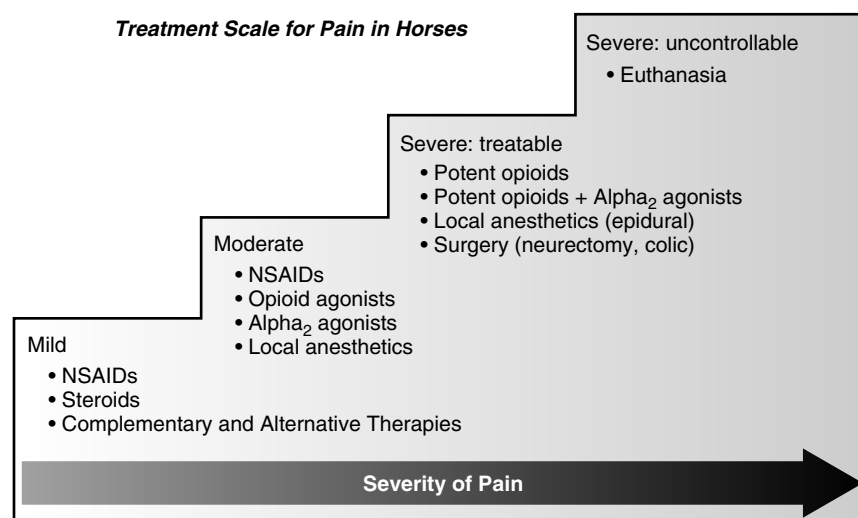 Treatment Scale for Pain in Horses
Severe: uncontrollable
• Euthanasia
Severe: treatable
• Potent opioids
• Potent opioids + Alpha₂ agonists
• Local anesthetics (epidural)
• Surgery (neurectomy, colic)
Moderate
• NSAIDs
• Opioid agonists
• Alpha₂ agonists
• Local anesthetics
Mild
• NSAIDs
• Steroids
• Complementary and Alternative Therapies
Severity of Pain